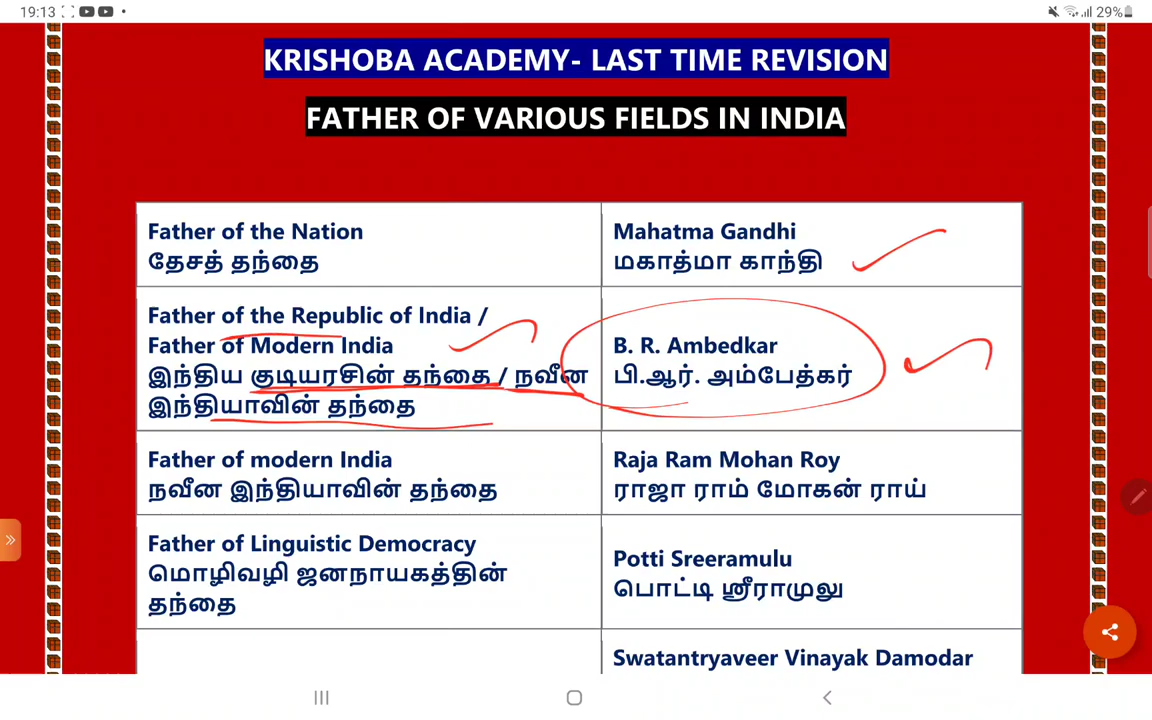 19:13
29%
KRISHOBA ACADEMY- LAST TIME REVISION
FATHER OF VARIOUS FIELDS IN INDIA
Father of the Nation
தேசத் தந்தை
Mahatma Gandhi
மகாத்மா காந்தி
Father of the Republic of India /
Father of Modern India
இந்திய குடியரசின் தந்தை / நவீன
இந்தியாவின் தந்தை
B. R. Ambedkar
பி.ஆர். அம்பேத்கர்
Father of modern India
நவீன இந்தியாவின் தந்தை
Raja Ram Mohan Roy
ராஜா ராம் மோகன் ராய்
Father of Linguistic Democracy
மொழிவழி ஜனநாயகத்தின்
தந்தை
Potti Sreeramulu
பொட்டி ஸ்ரீராமுலு
Swatantryaveer Vinayak Damodar